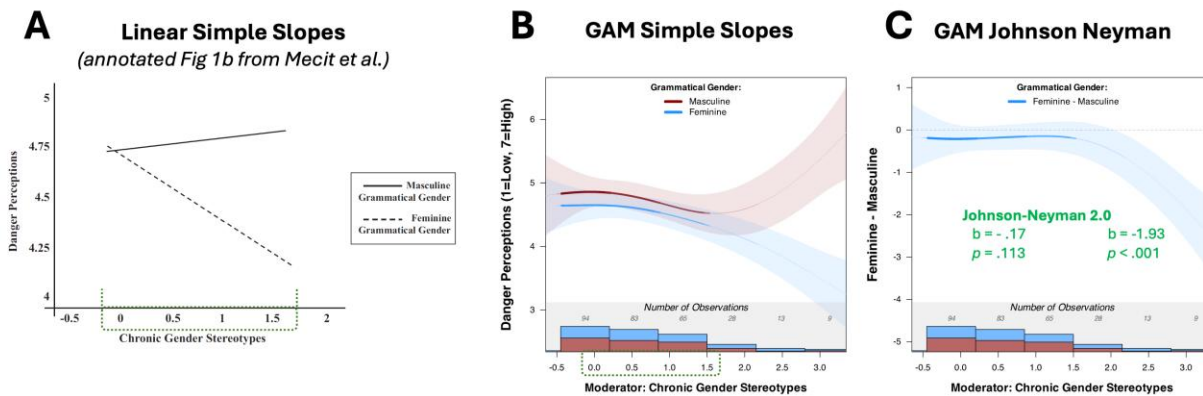 A
Linear Simple Slopes
(annotated Fig 1b from Mecit et al.)
5
4.75
4.5
4.25
4
Danger Perceptions
-0.5 0 0.5 1 1.5 2
Chronic Gender Stereotypes
Masculine
Grammatical Gender
Feminine
Grammatical Gender
B
GAM Simple Slopes
Grammatical Gender:
Masculine
Feminine
6
5
4
3
Danger Perceptions (1=Low, 7=High)
Number of Observations
94 83 65 28 13 9
-0.5 0.0 0.5 1.0 1.5 2.0 2.5 3.0
Moderator: Chronic Gender Stereotypes
C
GAM Johnson Neyman
Grammatical Gender:
Feminine - Masculine
1
0
-1
-2
-3
-4
-5
Feminine - Masculine
Johnson-Neyman 2.0
b = - .17 b = -1.93
p = .113 p < .001
Number of Observations
94 83 65 28 13 9
-0.5 0.0 0.5 1.0 1.5 2.0 2.5 3.0
Moderator: Chronic Gender Stereotypes